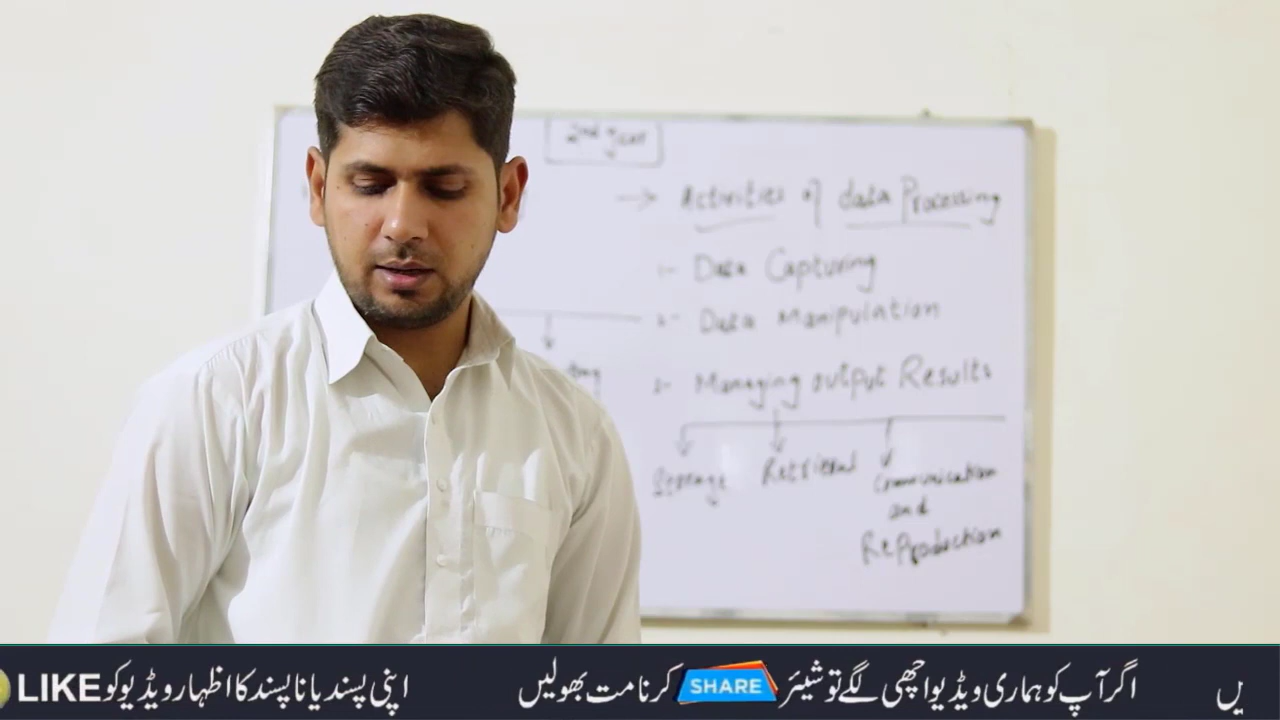 2nd year
→ Activities of data Processing
1- Data Capturing
2- Data Manipulation
3- Managing output Results
Storage Retrieval Communication
and
ReProduction
یں اگر آپ کو ہماری ویڈیو اچھی لگے تو شیئر SHARE کرنا مت بھولیں اپنی پسند یا ناپسند کا اظہار ویڈیو کو LIKE